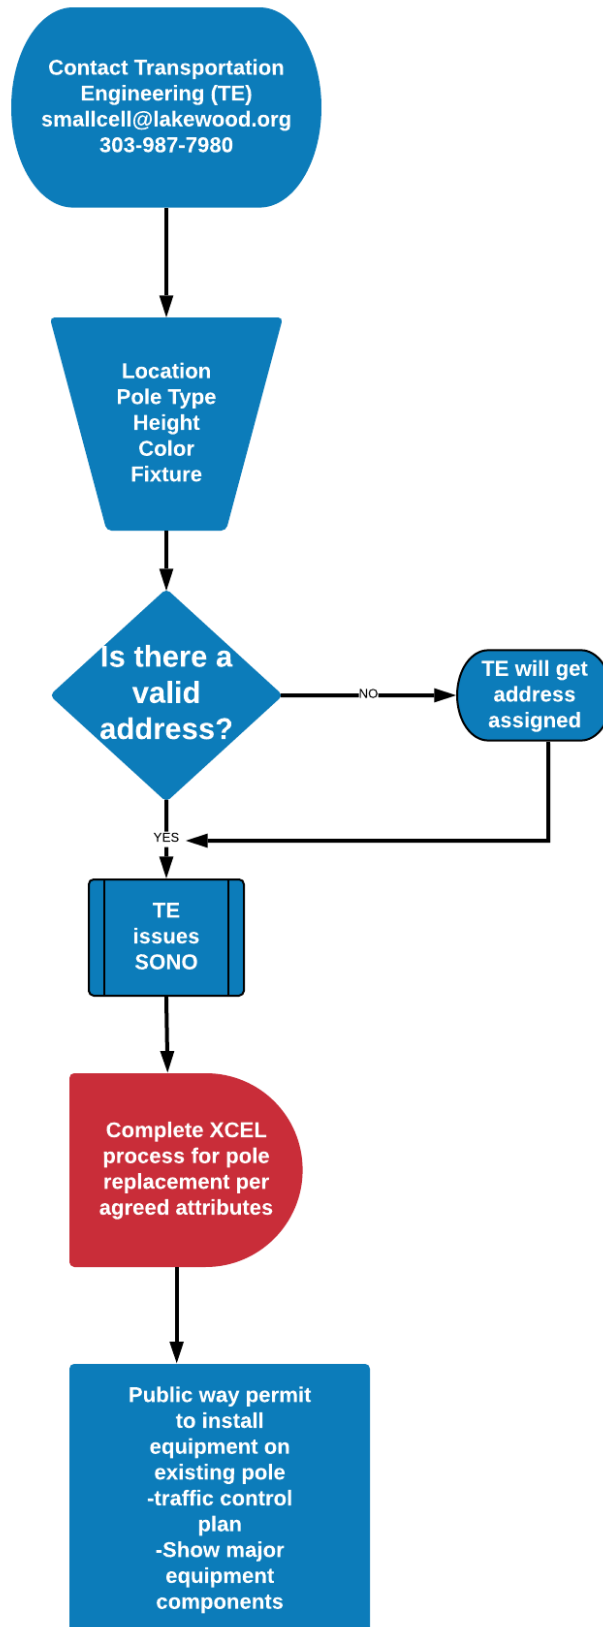 Contact Transportation
Engineering (TE)
smallcell@lakewood.org
303-987-7980
Location
Pole Type
Height
Color
Fixture
Is there a
valid
address?
NO
TE will get
address
assigned
YES
TE
issues
SONO
Complete XCEL
process for pole
replacement per
agreed attributes
Public way permit
to install
equipment on
existing pole
-traffic control
plan
-Show major
equipment
components